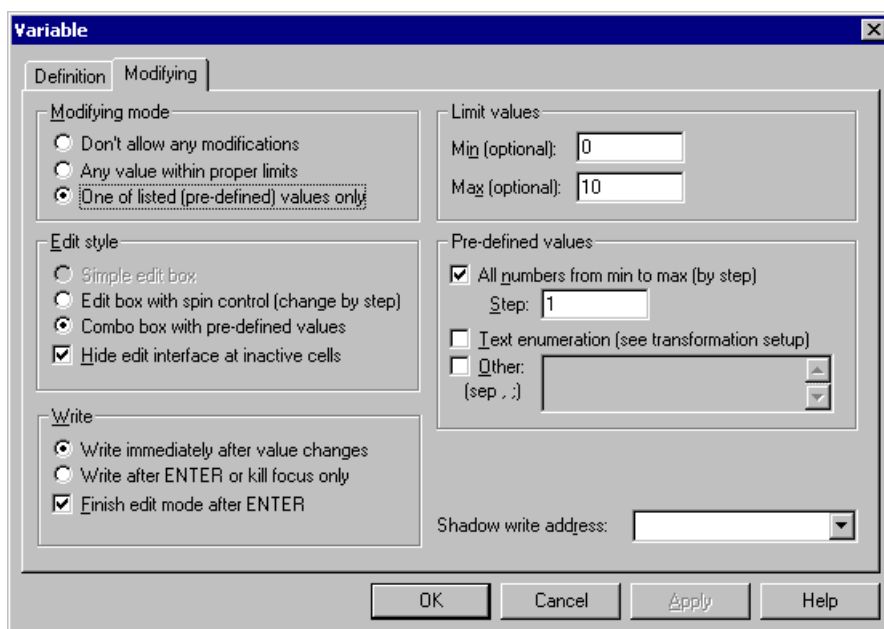 Variable
Definition
Modifying
Modifying mode
Don't allow any modifications
Any value within proper limits
One of listed (pre-defined) values only
Edit style
Simple edit box
Edit box with spin control (change by step)
Combo box with pre-defined values
Hide edit interface at inactive cells
Write
Write immediately after value changes
Write after ENTER or kill focus only
Finish edit mode after ENTER
Limit values
Min (optional): 0
Max (optional): 10
Pre-defined values
All numbers from min to max (by step)
Step: 1
Text enumeration (see transformation setup)
Other:
(sep , ;)
Shadow write address:
OK
Cancel
Apply
Help